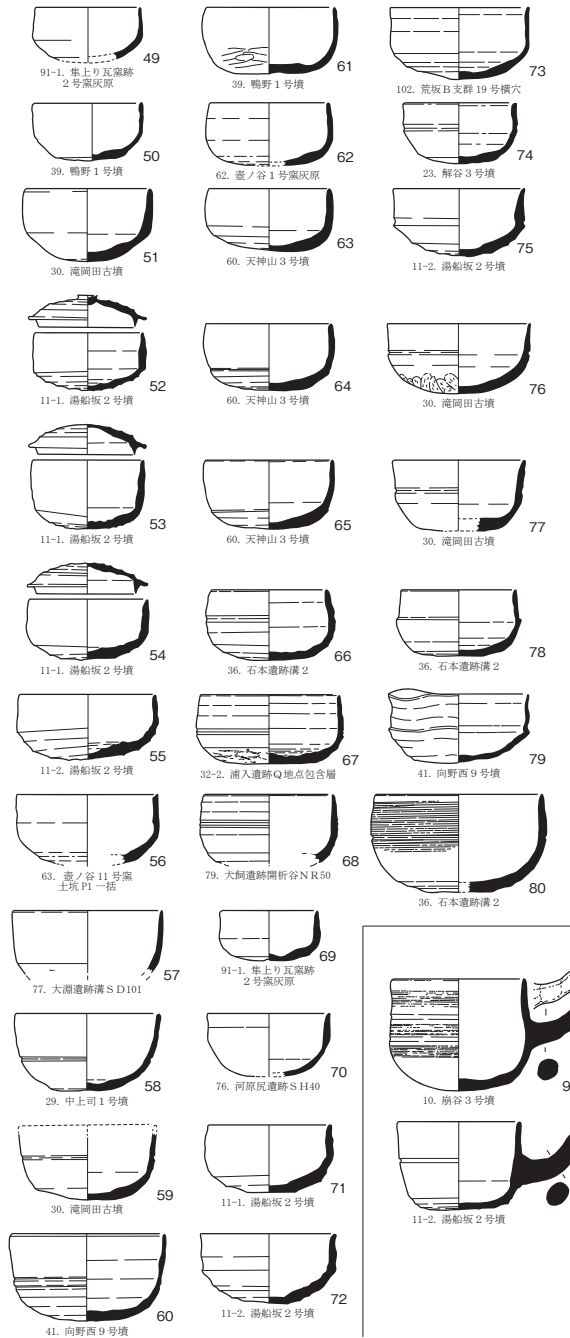 49
91-1. 隼上り瓦窯跡
2号窯灰原
50
39. 鴨野1号墳
51
30. 滝岡田古墳
52
11-1. 湯船坂2号墳
53
11-1. 湯船坂2号墳
54
11-1. 湯船坂2号墳
55
11-2. 湯船坂2号墳
56
63. 壺ノ谷11号窯
土坑P1一括
57
77. 大淵遺跡溝SD101
58
29. 中上司1号墳
59
30. 滝岡田古墳
60
41. 向野西9号墳
61
39. 鴨野1号墳
62
62. 壺ノ谷1号窯灰原
63
60. 天神山3号墳
64
60. 天神山3号墳
65
60. 天神山3号墳
66
36. 石本遺跡溝2
67
32-2. 浦入遺跡Q地点包含層
68
79. 犬飼遺跡開析谷NR50
69
91-1. 隼上り瓦窯跡
2号窯灰原
70
76. 河原尻遺跡SH40
71
11-1. 湯船坂2号墳
72
11-2. 湯船坂2号墳
73
102. 荒坂B支群19号横穴
74
23. 解谷3号墳
75
11-2. 湯船坂2号墳
76
30. 滝岡田古墳
77
30. 滝岡田古墳
78
36. 石本遺跡溝2
79
41. 向野西9号墳
80
36. 石本遺跡溝2
10. 崩谷3号墳
11-2. 湯船坂2号墳